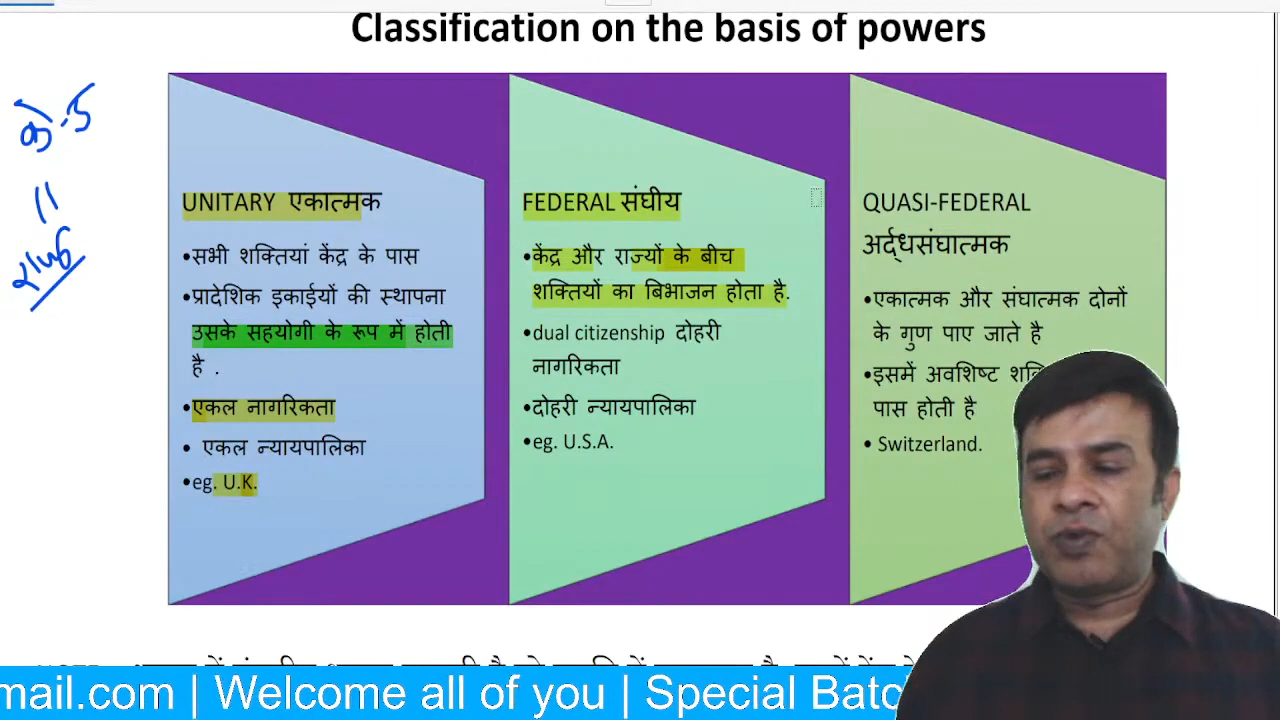 Classification on the basis of powers
UNITARY एकात्मक
•सभी शक्तियां केंद्र के पास
•प्रादेशिक इकाईयों की स्थापना
उसके सहयोगी के रूप में होती
है .
•एकल नागरिकता
• एकल न्यायपालिका
•eg. U.K.
FEDERAL संघीय
•केंद्र और राज्यों के बीच
शक्तियों का बिभाजन होता है.
•dual citizenship दोहरी
नागरिकता
•दोहरी न्यायपालिका
•eg. U.S.A.
QUASI-FEDERAL
अर्द्धसंघात्मक
•एकात्मक और संघात्मक दोनों
के गुण पाए जाते है
•इसमें अवशिष्ट
पास होती है
• Switzerland.
mail.com | Welcome all of you | Special